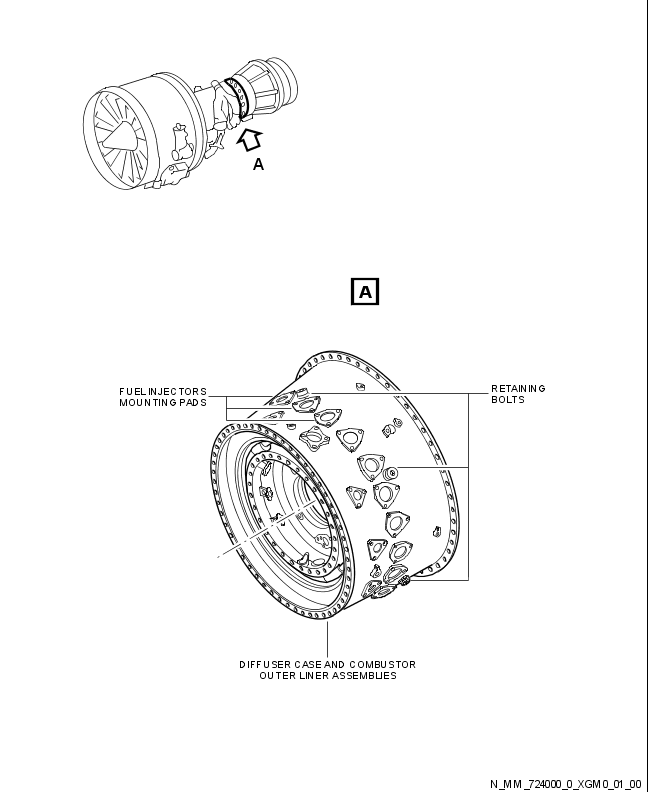 A
A
FUEL INJECTORS
MOUNTING PADS
RETAINING
BOLTS
DIFFUSER CASE AND COMBUSTOR
OUTER LINER ASSEMBLIES
N_MM_724000_0_XGM0_01_00